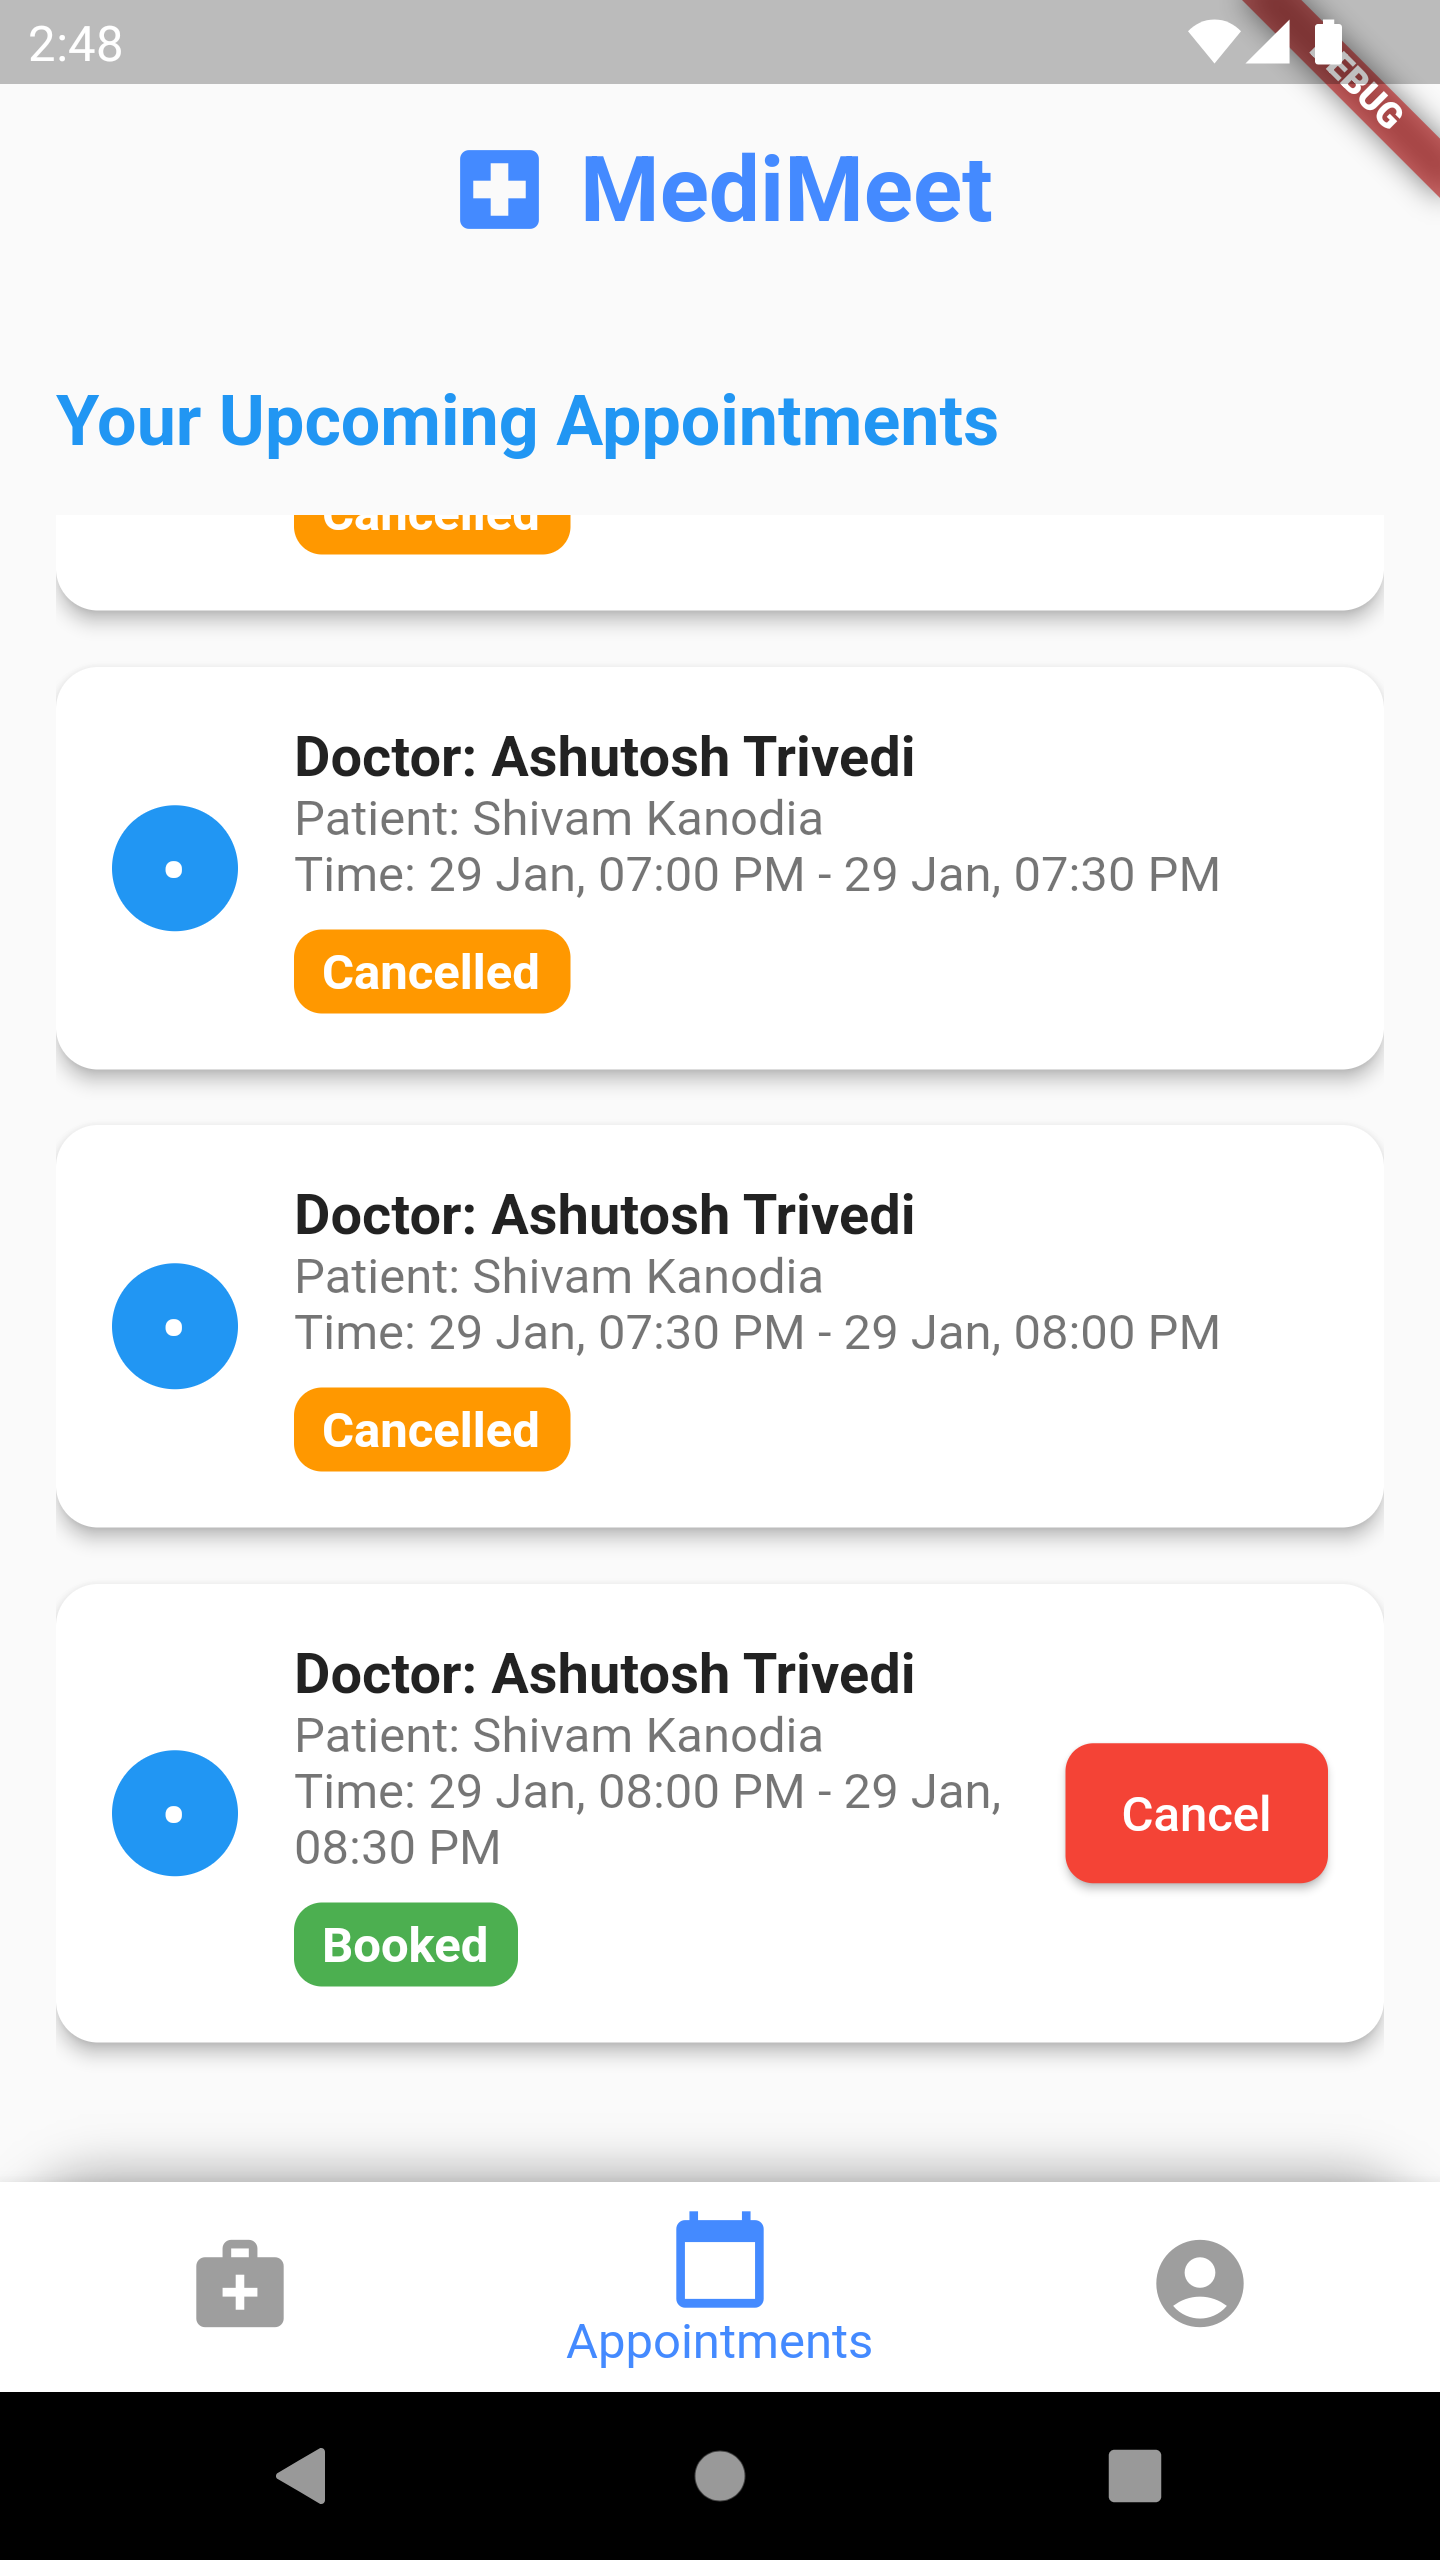 2:48
DEBUG
MediMeet
Your Upcoming Appointments
Cancelled
Doctor: Ashutosh Trivedi
Patient: Shivam Kanodia
Time: 29 Jan, 07:00 PM - 29 Jan, 07:30 PM
Cancelled
Doctor: Ashutosh Trivedi
Patient: Shivam Kanodia
Time: 29 Jan, 07:30 PM - 29 Jan, 08:00 PM
Cancelled
Doctor: Ashutosh Trivedi
Patient: Shivam Kanodia
Time: 29 Jan, 08:00 PM - 29 Jan,
08:30 PM
Cancel
Booked
Appointments